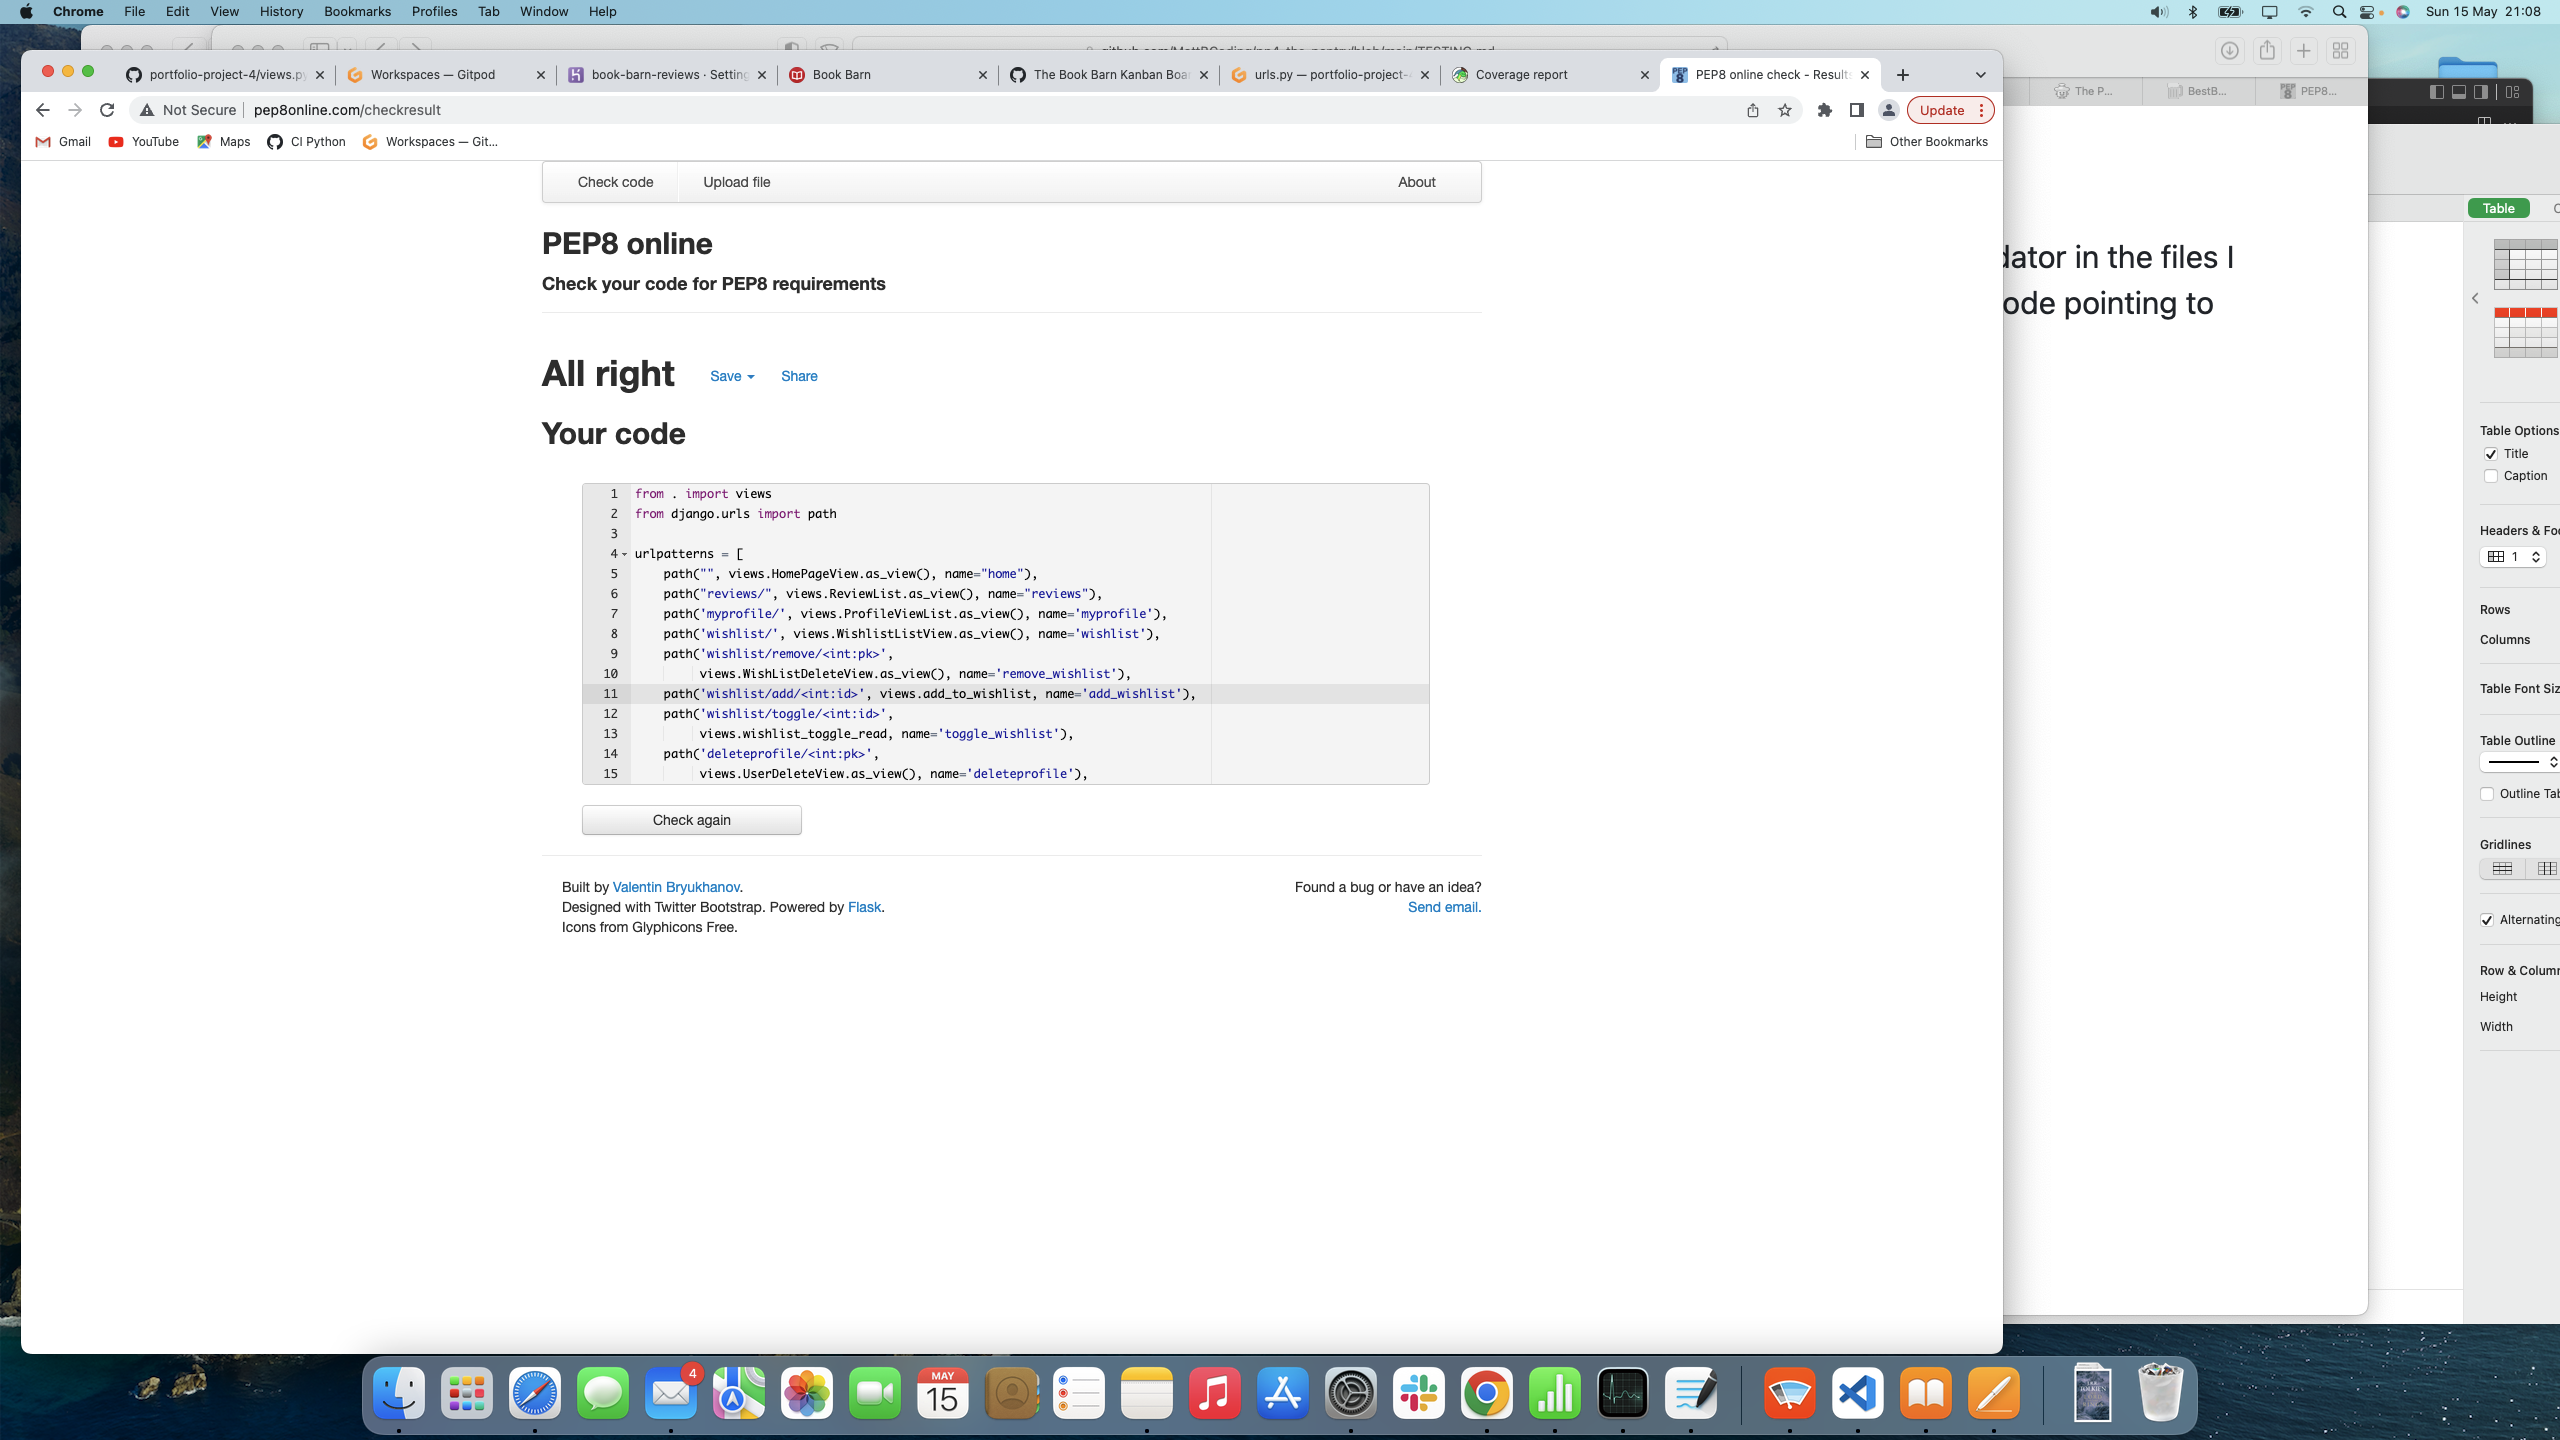 Chrome File Edit View History Bookmarks Profiles Tab Window Help
Sun 15 May 21:08
portfolio-project-4/views.py
Workspaces — Gitpod
book-barn-reviews · Setting
Book Barn
The Book Barn Kanban Boa
urls.py — portfolio-project-
Coverage report
PEP8 online check - Results
The P...
BestB...
PEP8...
Not Secure
pep8online.com/checkresult
Update
Gmail
YouTube
Maps
CI Python
Workspaces — Git...
Other Bookmarks
Check code
Upload file
About
PEP8 online
Check your code for PEP8 requirements
All right
Save
Share
Your code
1 from . import views
2 from django.urls import path
3
4 urlpatterns = [
5 path("", views.HomePageView.as_view(), name="home"),
6 path("reviews/", views.ReviewList.as_view(), name="reviews"),
7 path('myprofile/', views.ProfileViewList.as_view(), name='myprofile'),
8 path('wishlist/', views.WishlistListView.as_view(), name='wishlist'),
9 path('wishlist/remove/<int:pk>',
10 views.WishListDeleteView.as_view(), name='remove_wishlist'),
11 path('wishlist/add/<int:id>', views.add_to_wishlist, name='add_wishlist'),
12 path('wishlist/toggle/<int:id>',
13 views.wishlist_toggle_read, name='toggle_wishlist'),
14 path('deleteprofile/<int:pk>',
15 views.UserDeleteView.as_view(), name='deleteprofile'),
Check again
Built by Valentin Bryukhanov.
Designed with Twitter Bootstrap. Powered by Flask.
Icons from Glyphicons Free.
Found a bug or have an idea?
Send email.
dator in the files I
ode pointing to
Table
Table Options
Title
Caption
Headers & Foo
1
Rows
Columns
Table Font Siz
Table Outline
Outline Tab
Gridlines
Alternating
Row & Column
Height
Width
4
MAY
15